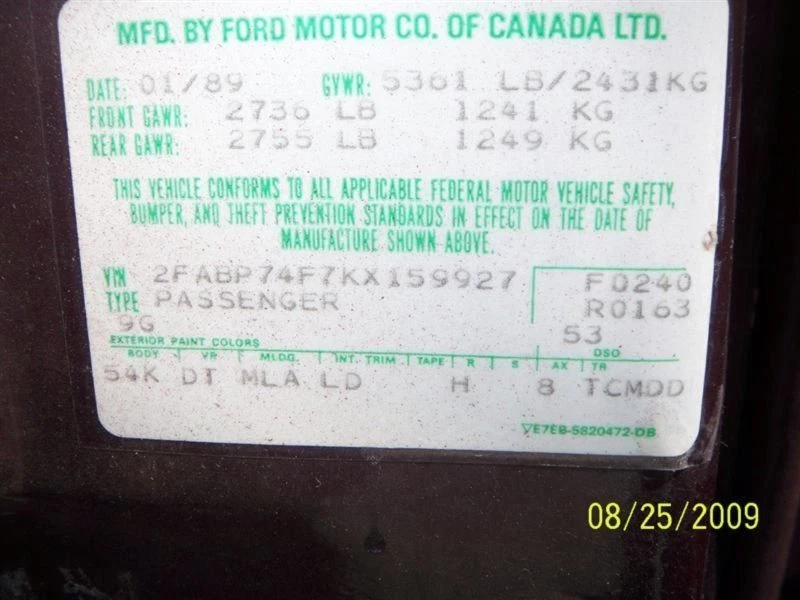 MFD. BY FORD MOTOR CO. OF CANADA LTD.
DATE: 01/89 GVWR: 5361 LB/2431KG
FRONT GAWR: 2736 LB 1241 KG
REAR GAWR: 2755 LB 1249 KG
THIS VEHICLE CONFORMS TO ALL APPLICABLE FEDERAL MOTOR VEHICLE SAFETY,
BUMPER, AND THEFT PREVENTION STANDARDS IN EFFECT ON THE DATE OF
MANUFACTURE SHOWN ABOVE.
VIN 2FABP74F7KX159927 F0240
TYPE PASSENGER R0163
9G 53
EXTERIOR PAINT COLORS DSO
BODY VR MLDG. INT. TRIM TAPE R S AX TR
54K DT MLA LD H 8 TCMDD
VE7EB-5820472-DB
08/25/2009